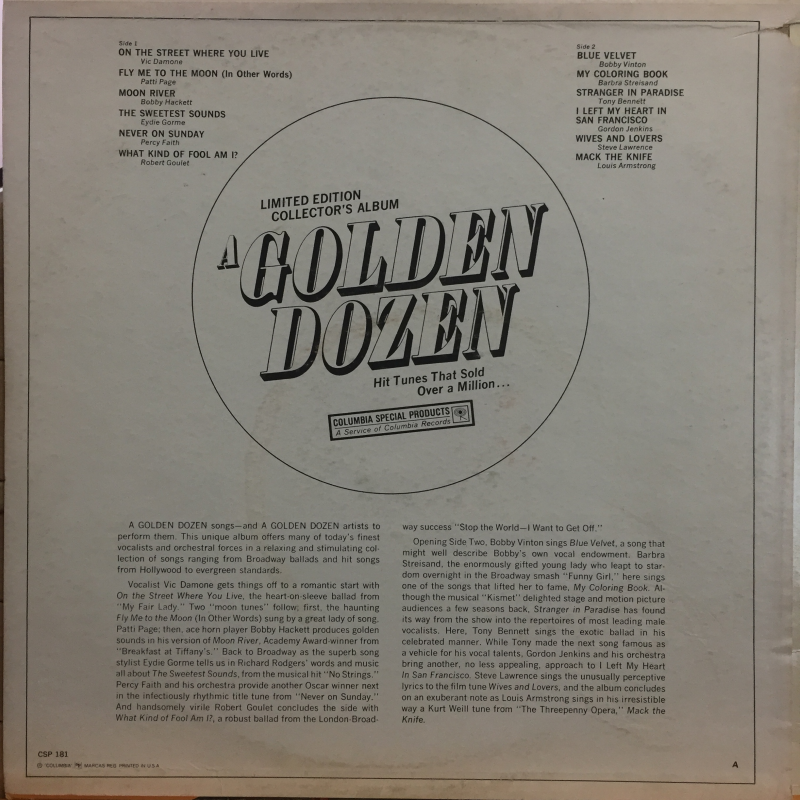 Side 1
ON THE STREET WHERE YOU LIVE
Vic Damone
FLY ME TO THE MOON (In Other Words)
Patti Page
MOON RIVER
Bobby Hackett
THE SWEETEST SOUNDS
Eydie Gorme
NEVER ON SUNDAY
Percy Faith
WHAT KIND OF FOOL AM I?
Robert Goulet
Side 2
BLUE VELVET
Bobby Vinton
MY COLORING BOOK
Barbra Streisand
STRANGER IN PARADISE
Tony Bennett
I LEFT MY HEART IN
SAN FRANCISCO
Gordon Jenkins
WIVES AND LOVERS
Steve Lawrence
MACK THE KNIFE
Louis Armstrong
LIMITED EDITION
COLLECTOR'S ALBUM
A GOLDEN
DOZEN
Hit Tunes That Sold
Over a Million...
COLUMBIA SPECIAL PRODUCTS
A Service of Columbia Records
A GOLDEN DOZEN songs—and A GOLDEN DOZEN artists to
perform them. This unique album offers many of today's finest
vocalists and orchestral forces in a relaxing and stimulating col-
lection of songs ranging from Broadway ballads and hit songs
from Hollywood to evergreen standards.
Vocalist Vic Damone gets things off to a romantic start with
On the Street Where You Live, the heart-on-sleeve ballad from
"My Fair Lady." Two "moon tunes" follow; first, the haunting
Fly Me to the Moon (In Other Words) sung by a great lady of song,
Patti Page; then, ace horn player Bobby Hackett produces golden
sounds in his version of Moon River, Academy Award-winner from
"Breakfast at Tiffany's." Back to Broadway as the superb song
stylist Eydie Gorme tells us in Richard Rodgers' words and music
all about The Sweetest Sounds, from the musical hit "No Strings."
Percy Faith and his orchestra provide another Oscar winner next
in the infectiously rhythmic title tune from "Never on Sunday."
And handsomely virile Robert Goulet concludes the side with
What Kind of Fool Am I?, a robust ballad from the London-Broad-
way success "Stop the World—I Want to Get Off."
Opening Side Two, Bobby Vinton sings Blue Velvet, a song that
might well describe Bobby's own vocal endowment. Barbra
Streisand, the enormously gifted young lady who leapt to star-
dom overnight in the Broadway smash "Funny Girl," here sings
one of the songs that lifted her to fame, My Coloring Book. Al-
though the musical "Kismet" delighted stage and motion picture
audiences a few seasons back, Stranger in Paradise has found
its way from the show into the repertoires of most leading male
vocalists. Here, Tony Bennett sings the exotic ballad in his
celebrated manner. While Tony made the next song famous as
a vehicle for his vocal talents, Gordon Jenkins and his orchestra
bring another, no less appealing, approach to I Left My Heart
In San Francisco. Steve Lawrence sings the unusually perceptive
lyrics to the film tune Wives and Lovers, and the album concludes
on an exuberant note as Louis Armstrong sings in his irresistible
way a Kurt Weill tune from "The Threepenny Opera," Mack the
Knife.
CSP 181
© "COLUMBIA" MARCAS REG. PRINTED IN U.S.A.
A